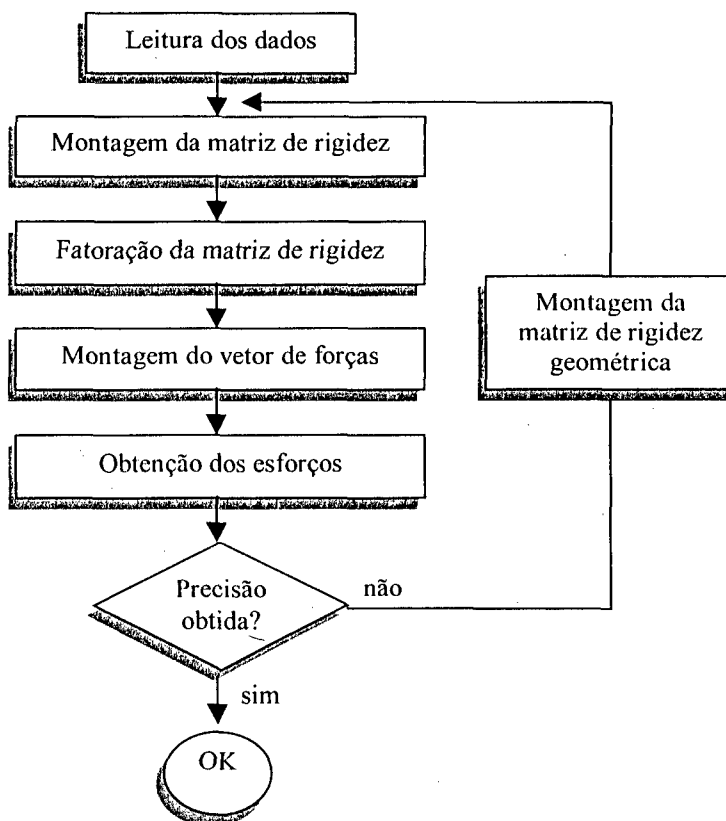 Leitura dos dados
Montagem da matriz de rigidez
Fatoração da matriz de rigidez
Montagem do vetor de forças
Obtenção dos esforços
Precisão
obtida?
não
Montagem da
matriz de rigidez
geométrica
sim
OK